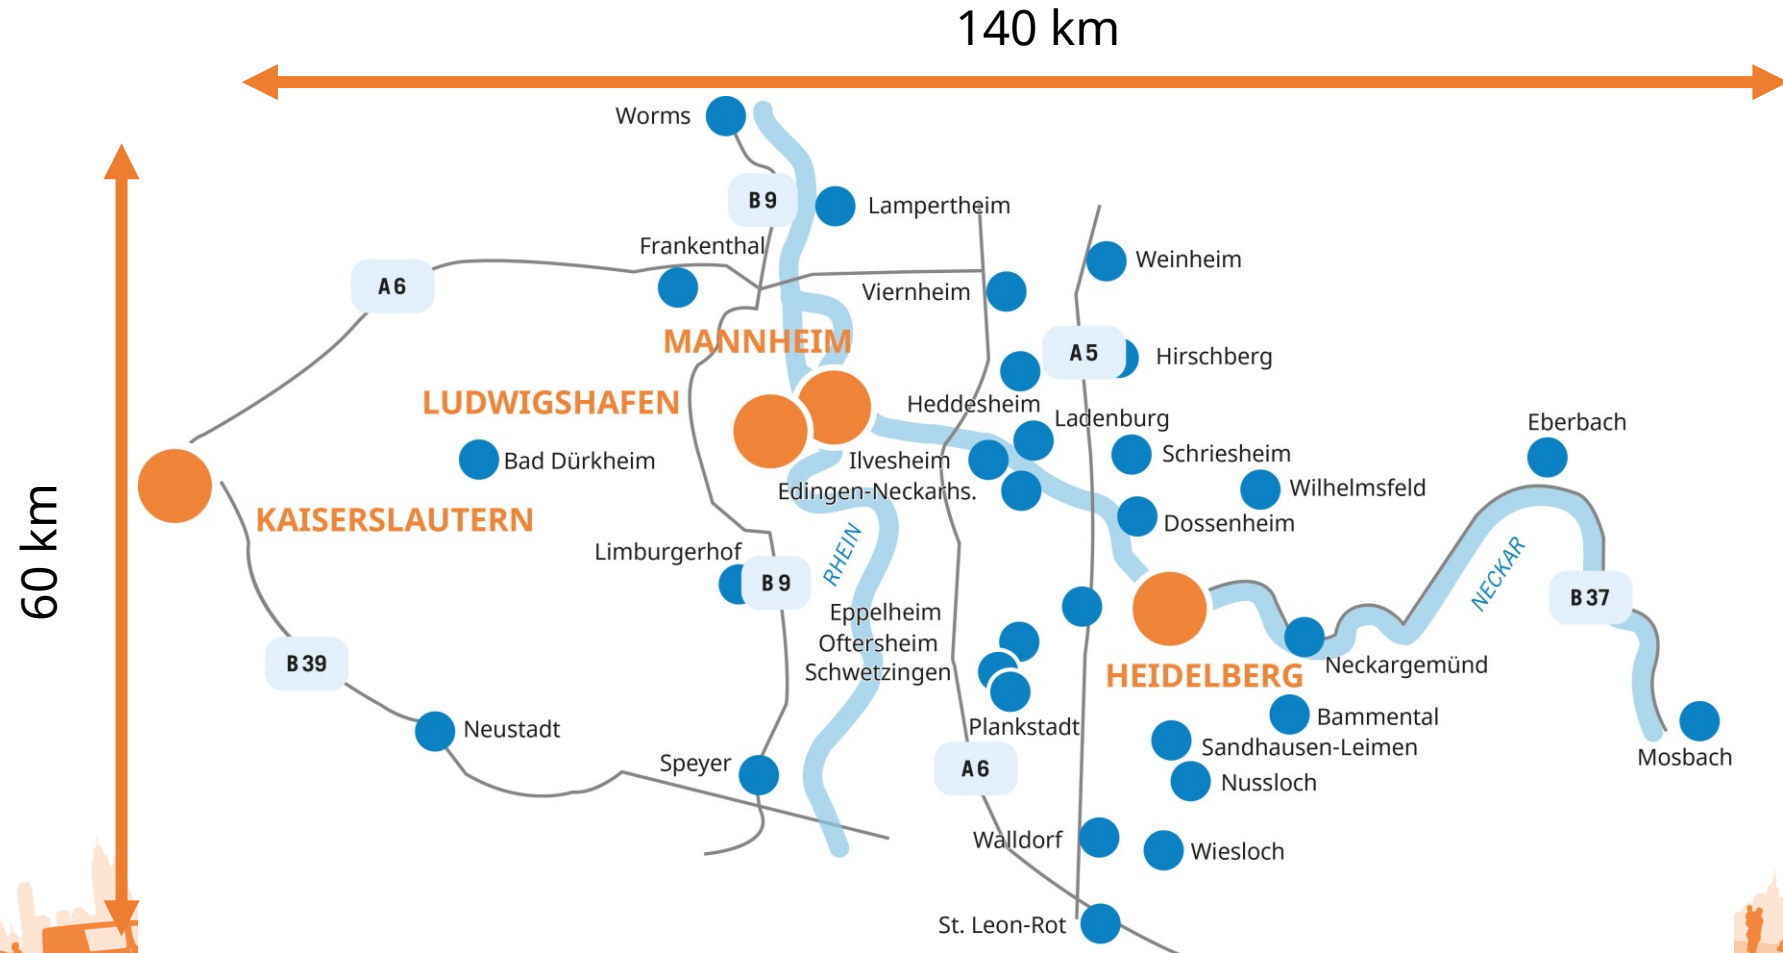 140 km
60 km
Worms
B 9
Lampertheim
Frankenthal
Weinheim
A 6
Viernheim
MANNHEIM
A 5
Hirschberg
LUDWIGSHAFEN
Heddesheim
Ladenburg
Eberbach
Bad Dürkheim
Ilvesheim
Schriesheim
Edingen-Neckarhs.
Wilhelmsfeld
KAISERSLAUTERN
Dossenheim
Limburgerhof
RHEIN
NECKAR
B 9
B 37
Eppelheim
Oftersheim
Schwetzingen
B 39
HEIDELBERG
Neckargemünd
Plankstadt
Bammental
Neustadt
Sandhausen-Leimen
Mosbach
Speyer
A 6
Nussloch
Walldorf
Wiesloch
St. Leon-Rot